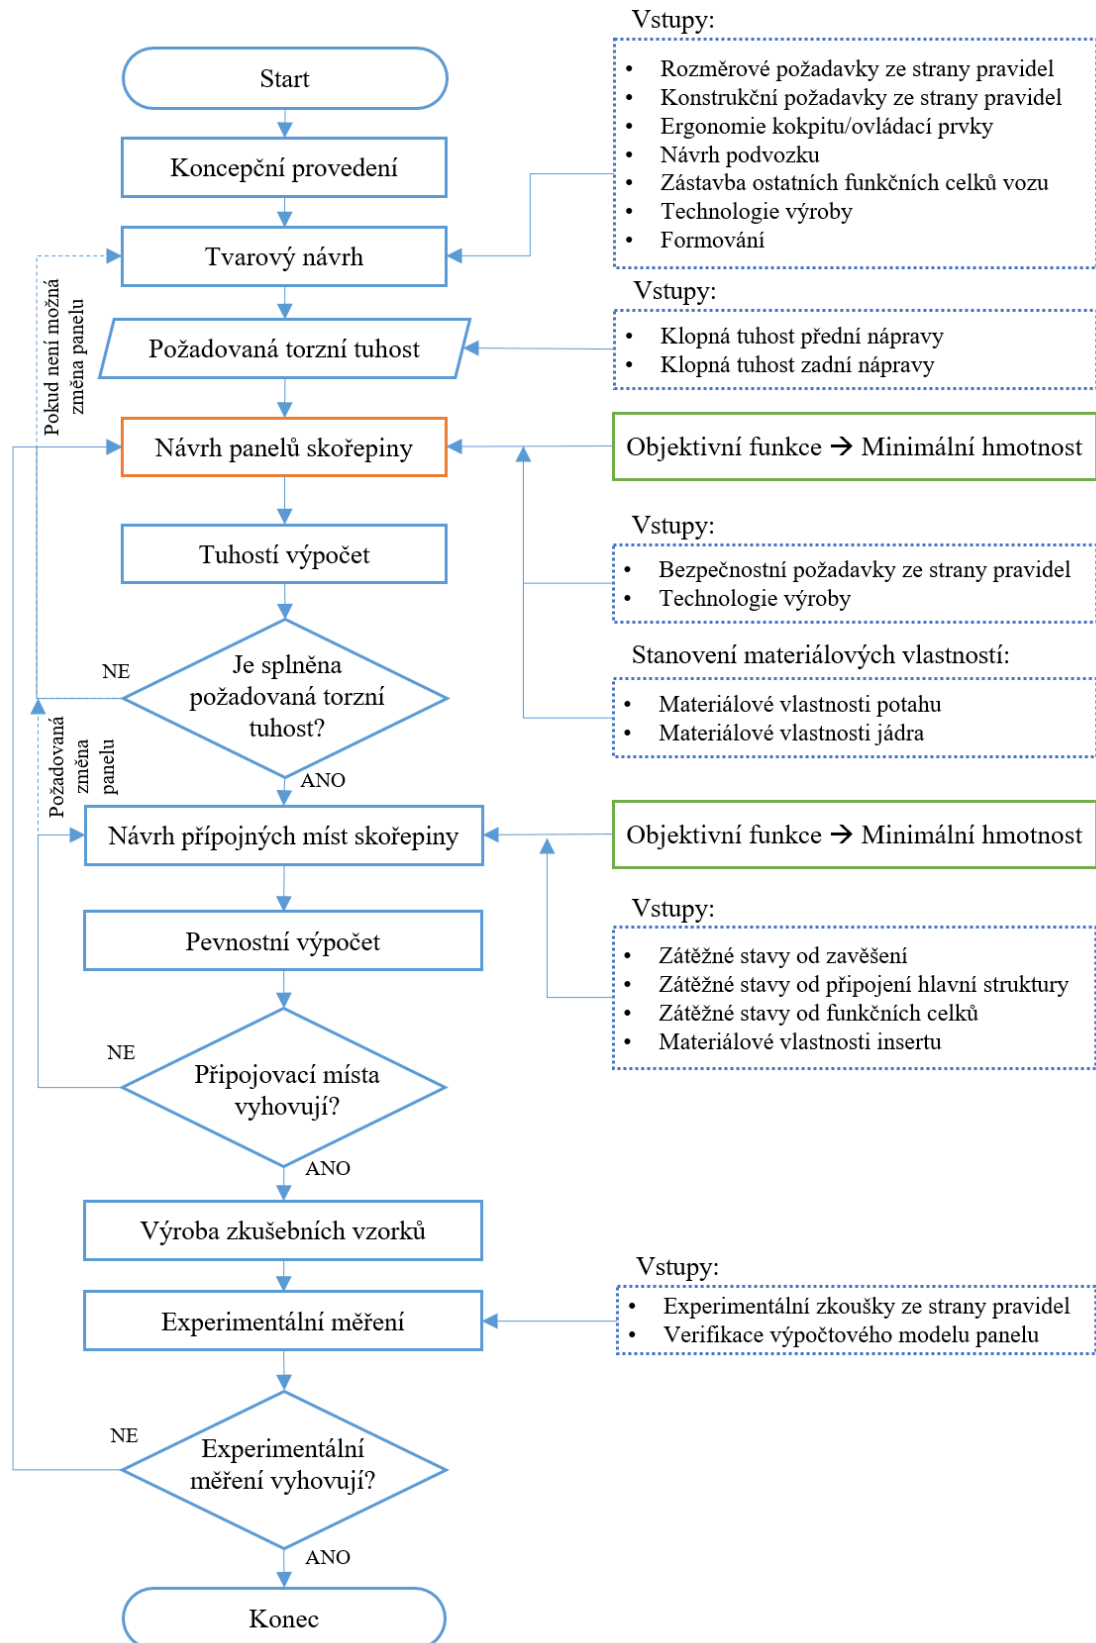 Vstupy:
Start
• Rozměrové požadavky ze strany pravidel
• Konstrukční požadavky ze strany pravidel
• Ergonomie kokpitu/ovládací prvky
• Návrh podvozku
• Zástavba ostatních funkčních celků vozu
• Technologie výroby
• Formování
Koncepční provedení
Tvarový návrh
Vstupy:
• Klopná tuhost přední nápravy
• Klopná tuhost zadní nápravy
Požadovaná torzní tuhost
Pokud není možná
změna panelu
Návrh panelů skořepiny
Objektivní funkce → Minimální hmotnost
Vstupy:
• Bezpečnostní požadavky ze strany pravidel
• Technologie výroby
Tuhostí výpočet
Stanovení materiálových vlastností:
• Materiálové vlastnosti potahu
• Materiálové vlastnosti jádra
NE
Je splněna
požadovaná torzní
tuhost?
ANO
Požadovaná
změna
panelu
Návrh přípojných míst skořepiny
Objektivní funkce → Minimální hmotnost
Vstupy:
• Zátěžné stavy od zavěšení
• Zátěžné stavy od připojení hlavní struktury
• Zátěžné stavy od funkčních celků
• Materiálové vlastnosti insertu
Pevnostní výpočet
NE
Připojovací místa
vyhovují?
ANO
Výroba zkušebních vzorků
Vstupy:
• Experimentální zkoušky ze strany pravidel
• Verifikace výpočtového modelu panelu
Experimentální měření
NE
Experimentální
měření vyhovují?
ANO
Konec